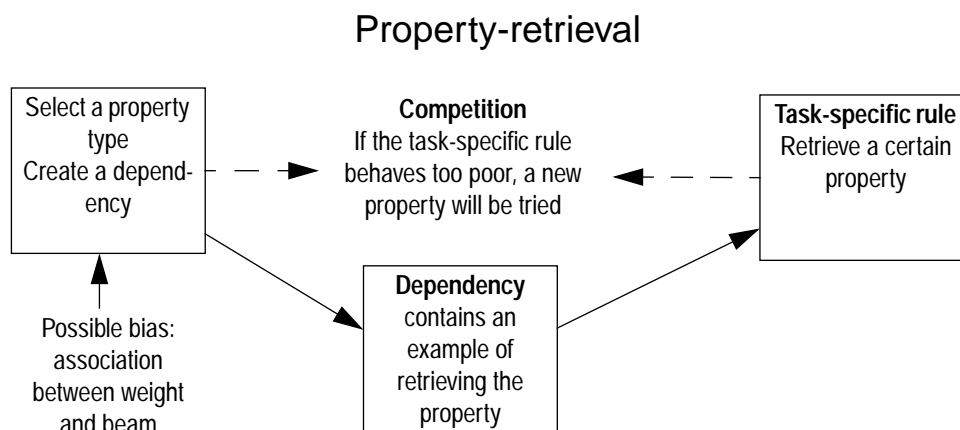 Property-retrieval
Select a property
type
Create a depend-
ency
Competition
If the task-specific rule
behaves too poor, a new
property will be tried
Task-specific rule
Retrieve a certain
property
Dependency
contains an
example of
retrieving the
property
Possible bias:
association
between weight
and beam